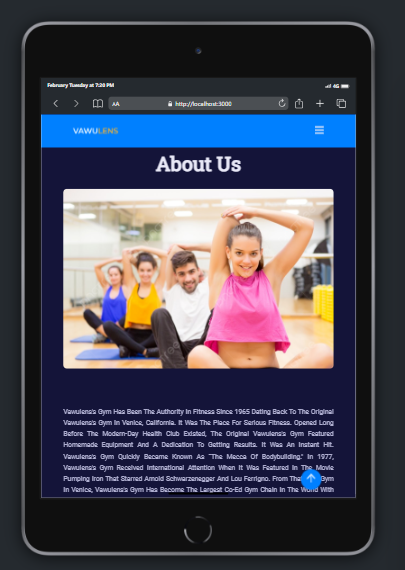 February Tuesday at 7:28 PM
4G
AA
http://localhost:3000
VAWULENS
About Us
Vawulens's Gym Has Been The Authority In Fitness Since 1965 Dating Back To The Original
Vawulens's Gym In Venice, California. It Was The Place For Serious Fitness. Opened Long
Before The Modern-Day Health Club Existed, The Original Vawulens's Gym Featured
Homemade Equipment And A Dedication To Getting Results. It Was An Instant Hit.
Vawulens's Gym Quickly Became Known As "The Mecca Of Bodybuilding." In 1977,
Vawulens's Gym Received International Attention When It Was Featured In The Movie
Pumping Iron That Starred Arnold Schwarzenegger And Lou Ferrigno. From Gym
In Venice, Vawulens's Gym Has Become The Largest Co-Ed Gym Chain In The World With